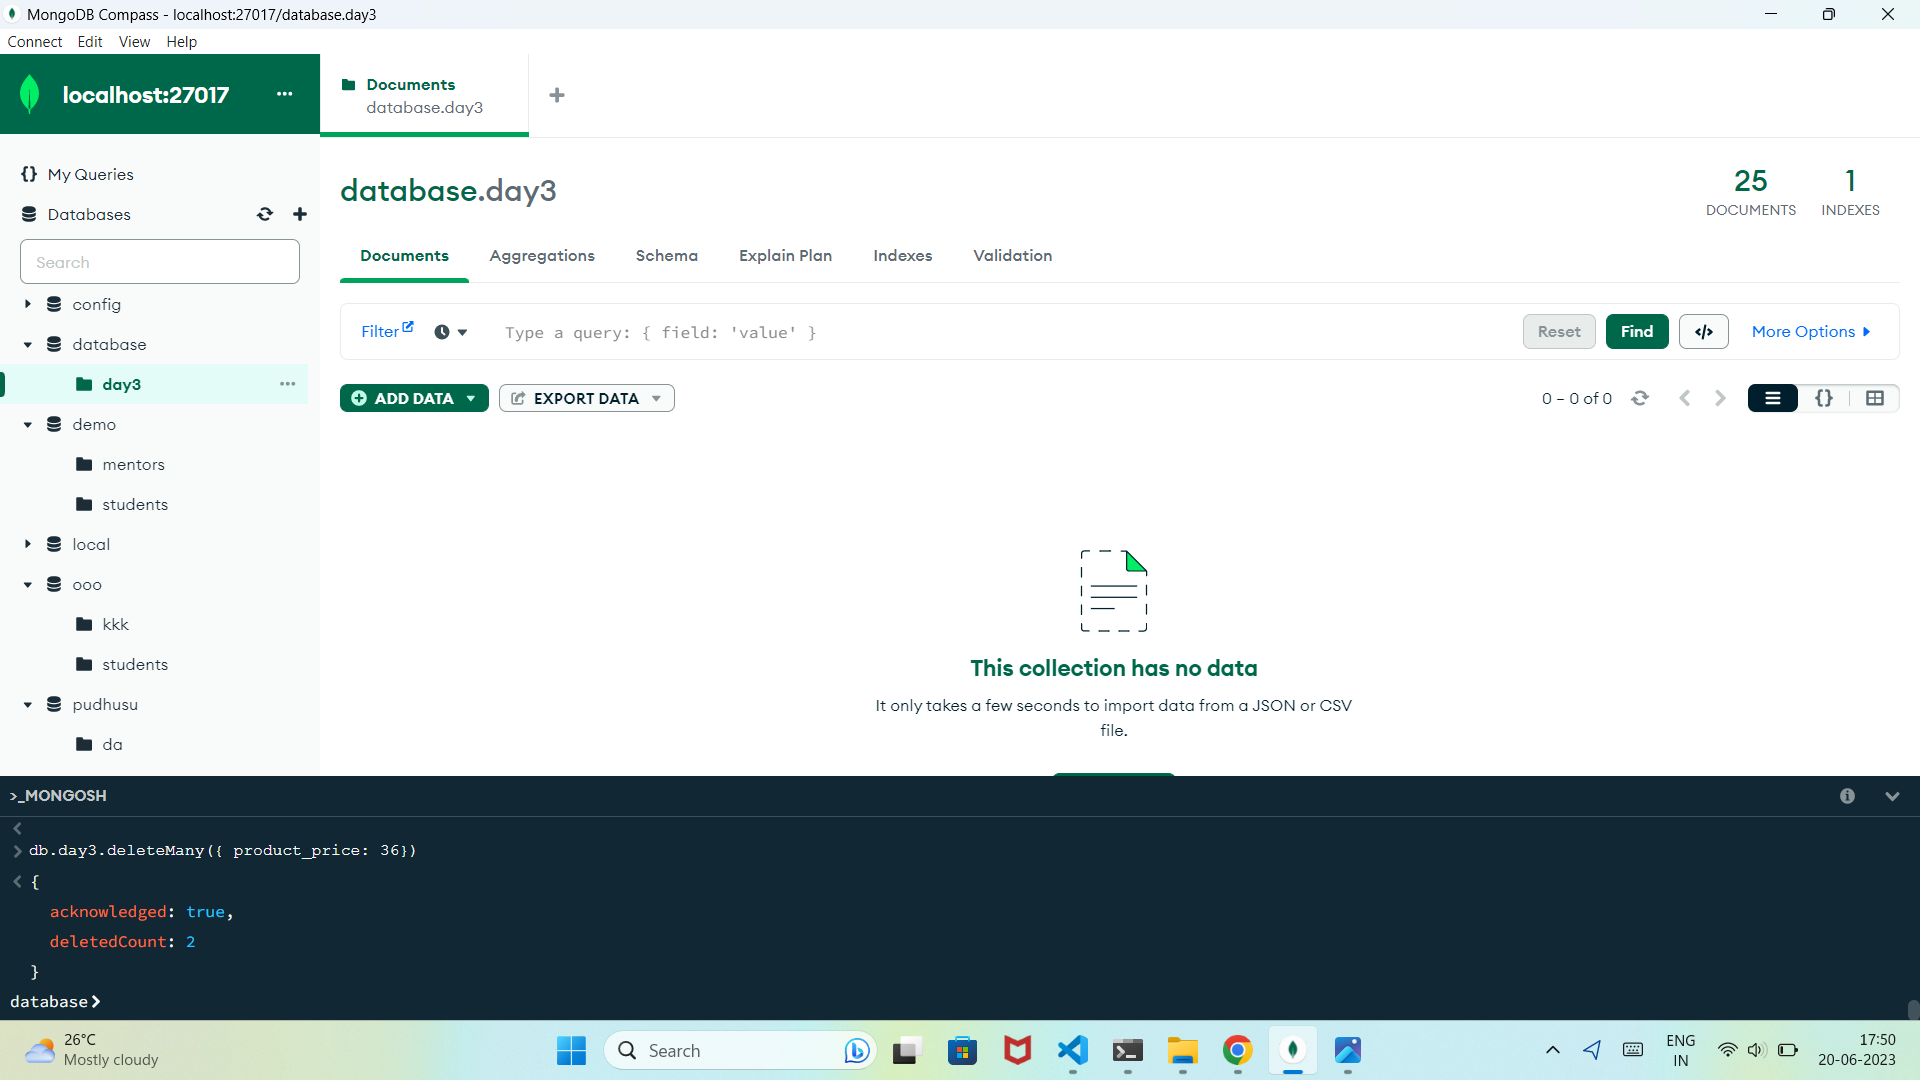 MongoDB Compass - localhost:27017/database.day3
Connect Edit View Help
localhost:27017 ...
Documents
database.day3
+
{} My Queries
Databases
Search
config
database
day3 ...
demo
mentors
students
local
ooo
kkk
students
pudhusu
da
database.day3
25
DOCUMENTS
1
INDEXES
Documents Aggregations Schema Explain Plan Indexes Validation
Filter Type a query: { field: 'value' } Reset Find </> More Options
ADD DATA EXPORT DATA 0 – 0 of 0 {}
This collection has no data
It only takes a few seconds to import data from a JSON or CSV
file.
>_MONGOSH
<
> db.day3.deleteMany({ product_price: 36})
< {
acknowledged: true,
deletedCount: 2
}
database>
26°C
Mostly cloudy
Search
ENG
IN
17:50
20-06-2023